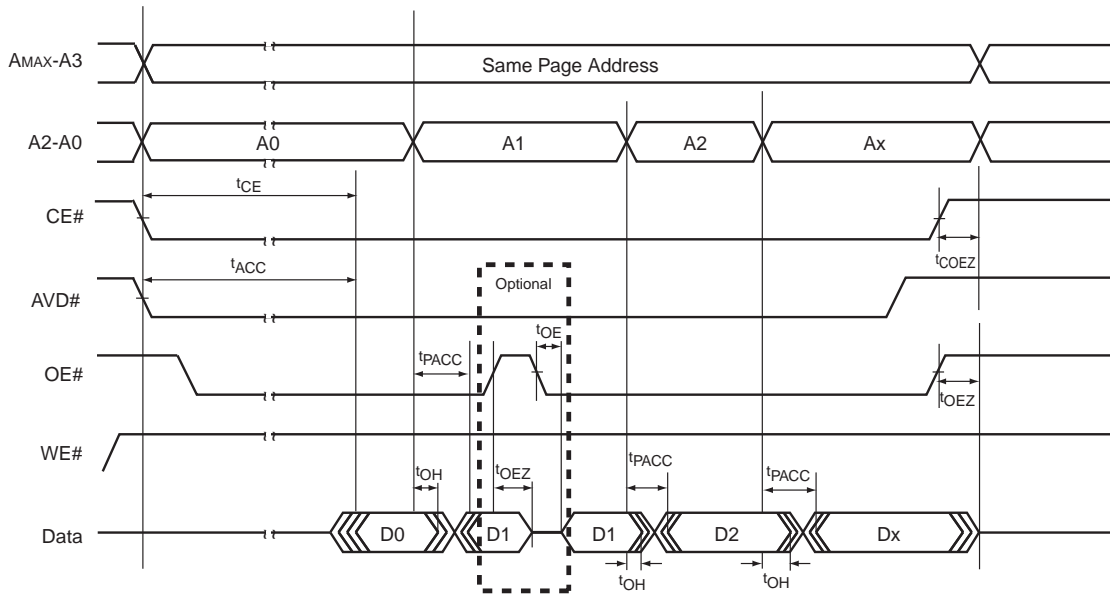 AMAX-A3
Same Page Address
A2-A0
A0
A1
A2
Ax
tCE
CE#
tCOEZ
tACC
Optional
AVD#
tOE
tPACC
OE#
tOEZ
WE#
tOH
tOEZ
tPACC
tPACC
Data
D0
D1
D1
D2
Dx
tOH
tOH